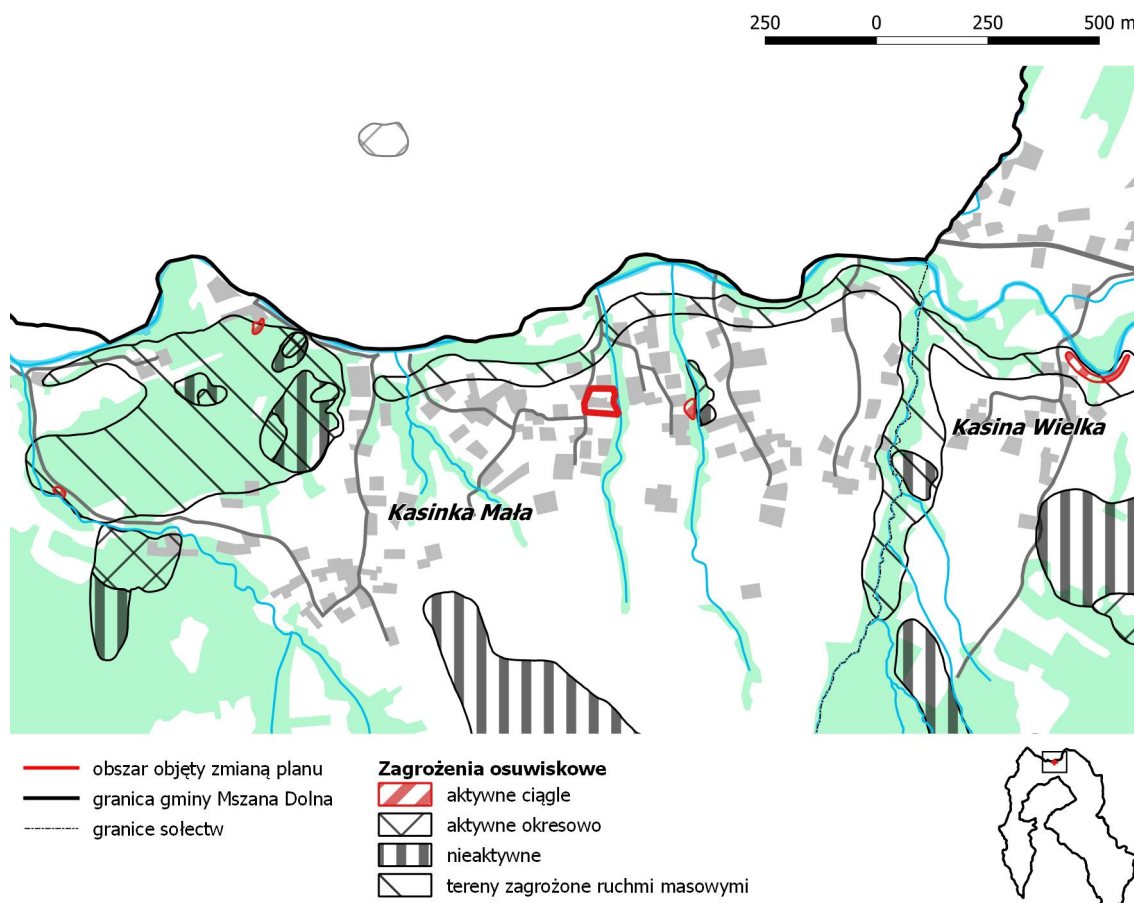 250 0 250 500 m
Kasina Wielka
Kasinka Mała
obszar objęty zmianą planu
granica gminy Mszana Dolna
granice sołectw
Zagrożenia osuwiskowe
aktywne ciągle
aktywne okresowo
nieaktywne
tereny zagrożone ruchmi masowymi